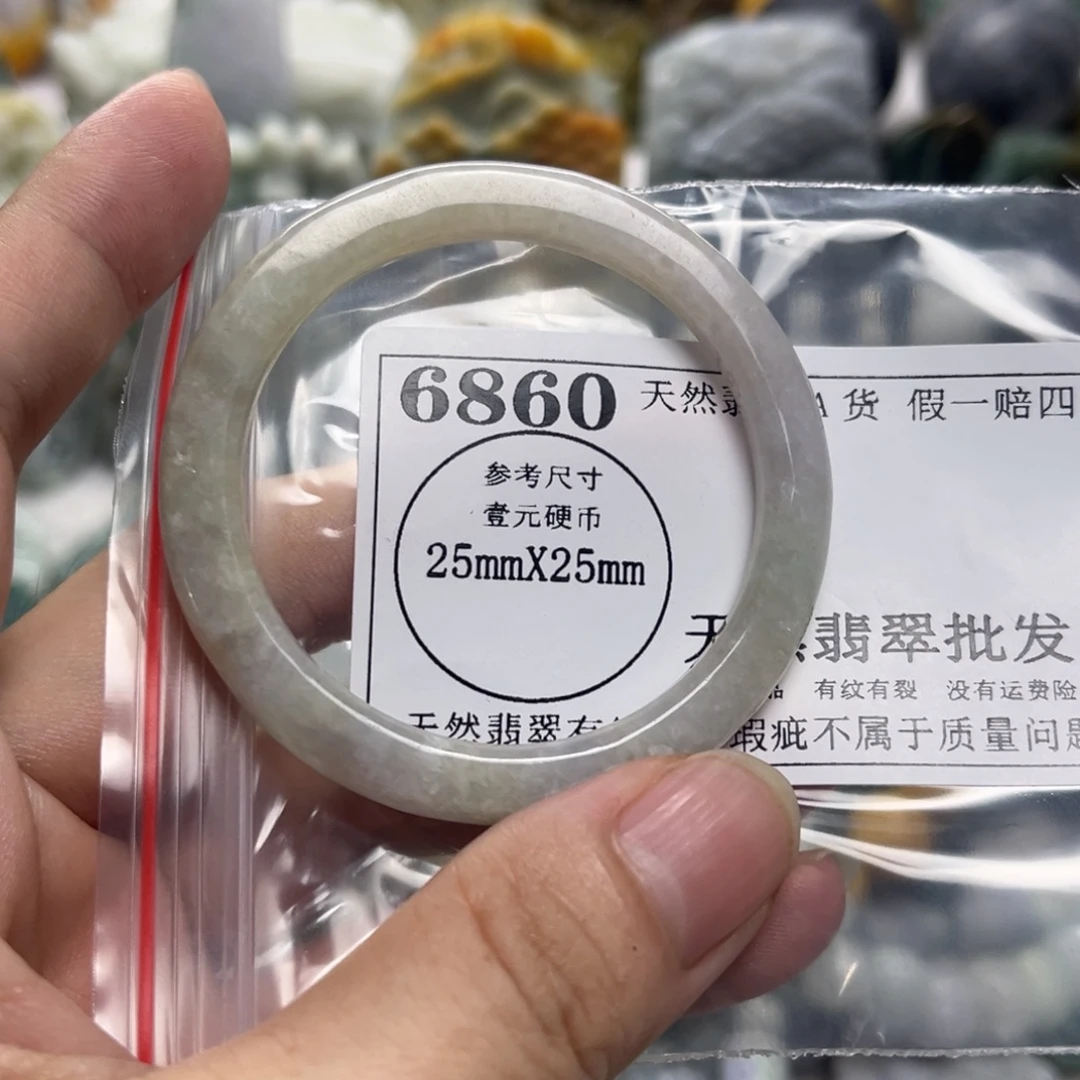 6860 天然 A 货 假一赔四
参考尺寸
壹元硬币
25mmX25mm
翡翠批发
有纹有裂 没有运费险
天然翡翠有 瑕疵不属于质量问题